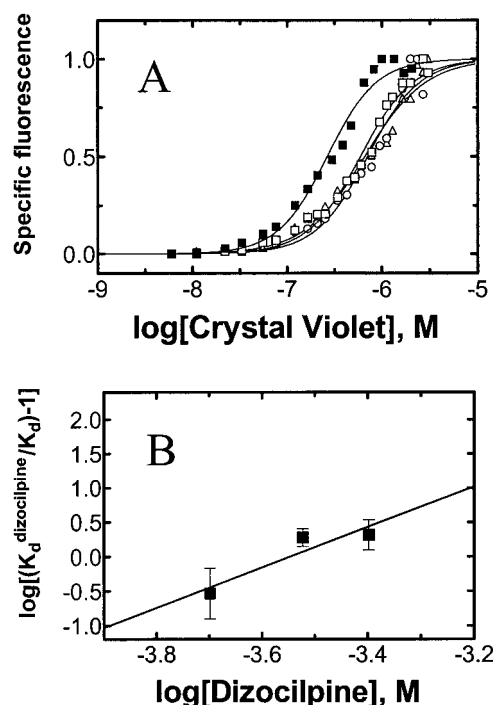 A
Specific fluorescence
1.0
0.5
0.0
-9 -8 -7 -6 -5
log[Crystal Violet], M
B
log[(K_d^dizocilpine/K_d)-1]
2.0
1.5
1.0
0.5
0.0
-0.5
-1.0
-3.8 -3.6 -3.4 -3.2
log[Dizocilpine], M